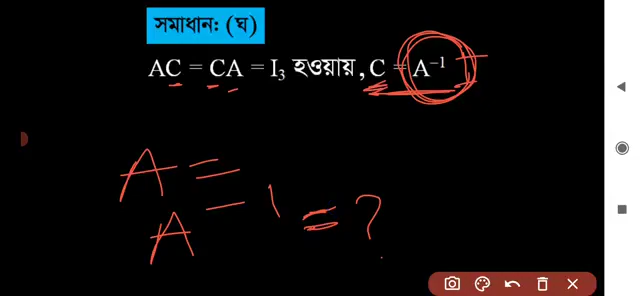 সমাধান: (ঘ)
AC = CA = I₃ হওয়ায়, C = A⁻¹
A =
A⁻¹ = ?